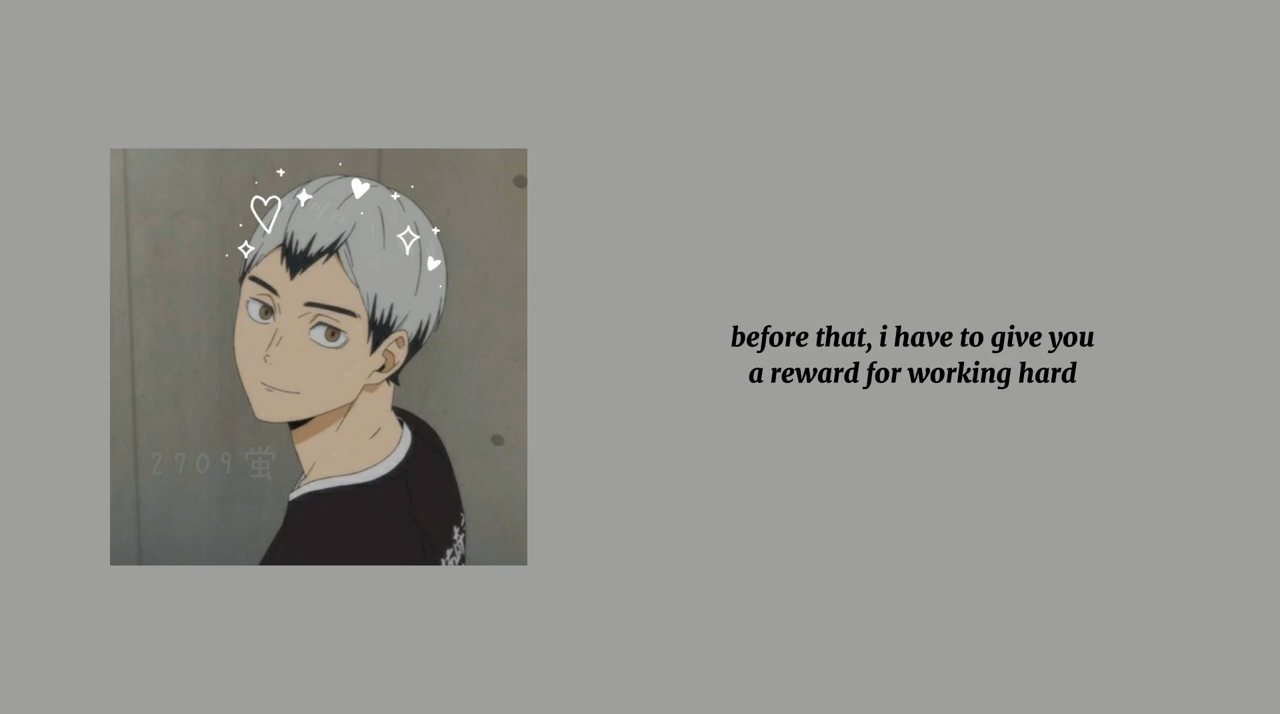 2709蛍
before that, i have to give you
a reward for working hard